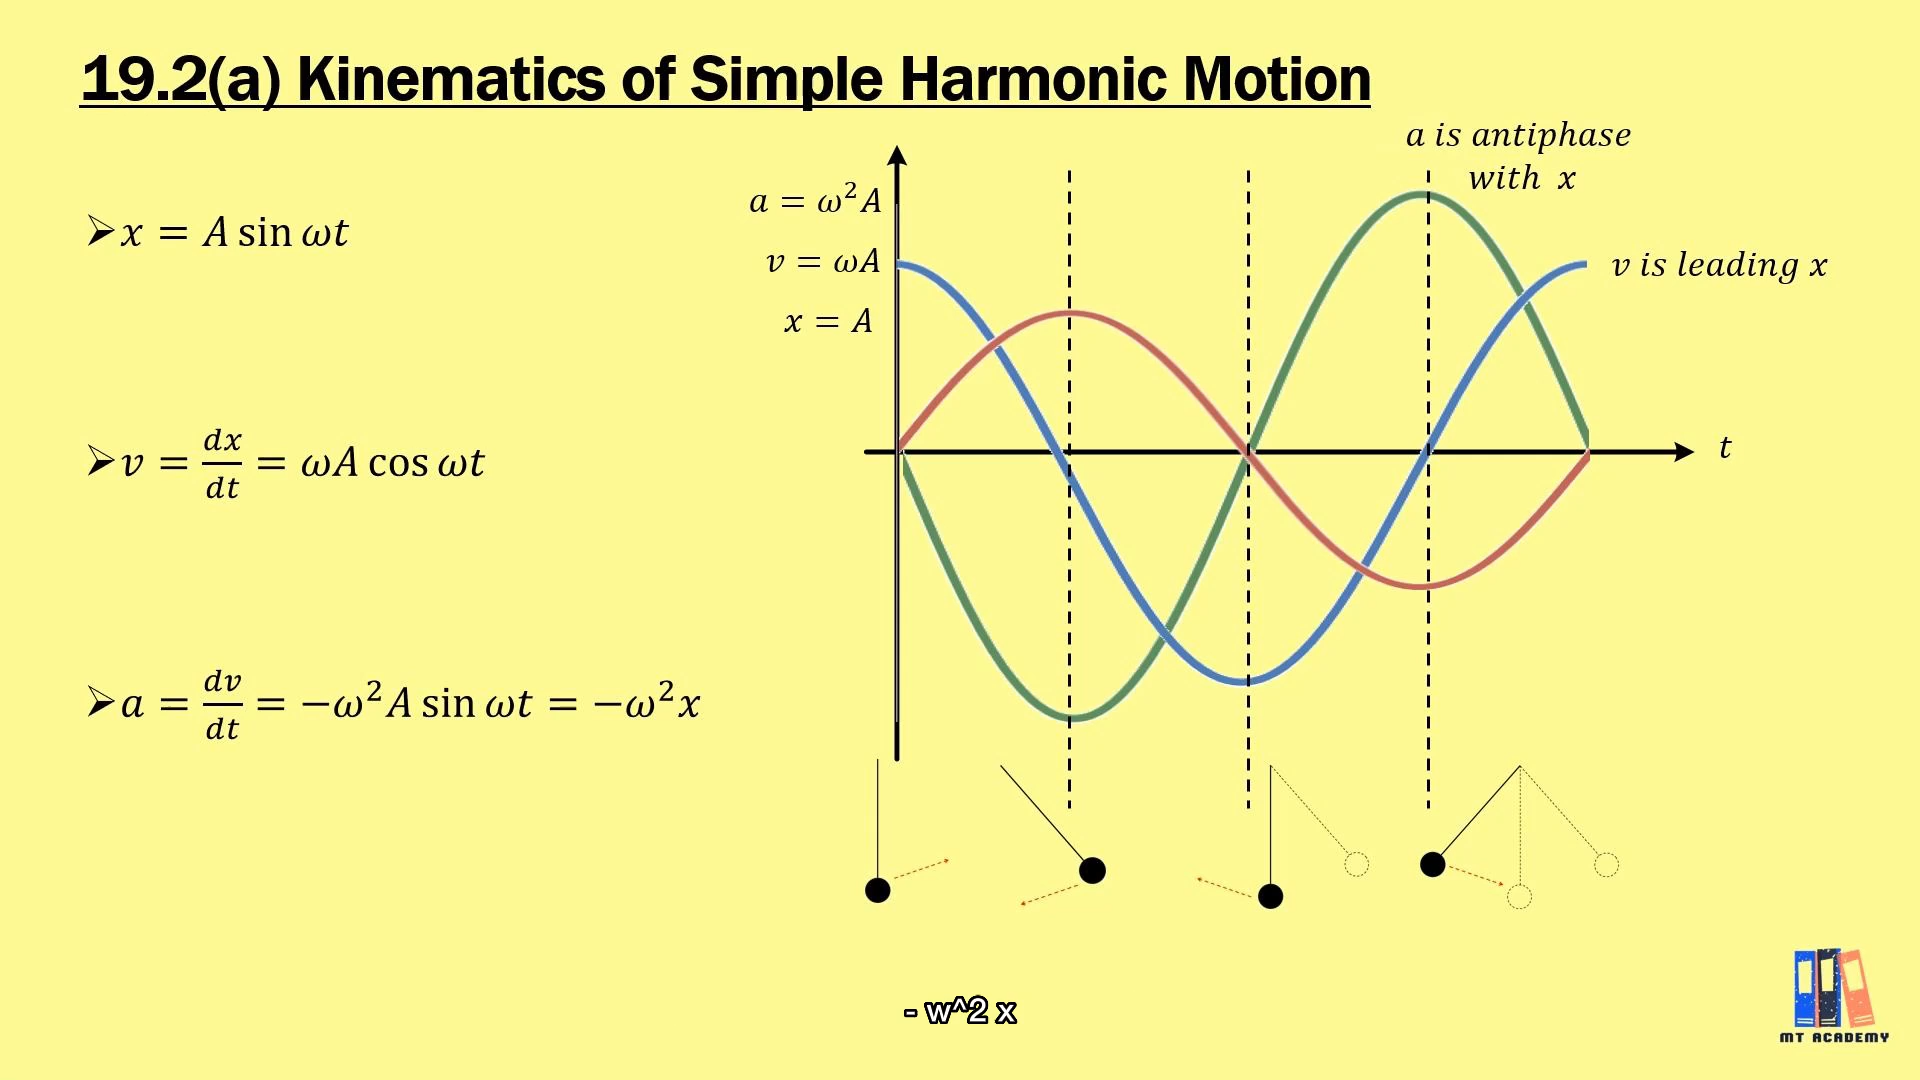 19.2(a) Kinematics of Simple Harmonic Motion
a is antiphase
with x
a = ω²A
➢x = A sin ωt
v = ωA
v is leading x
x = A
t
➢v = dx/dt = ωA cos ωt
➢a = dv/dt = −ω²A sin ωt = −ω²x
- w^2 x
MT ACADEMY